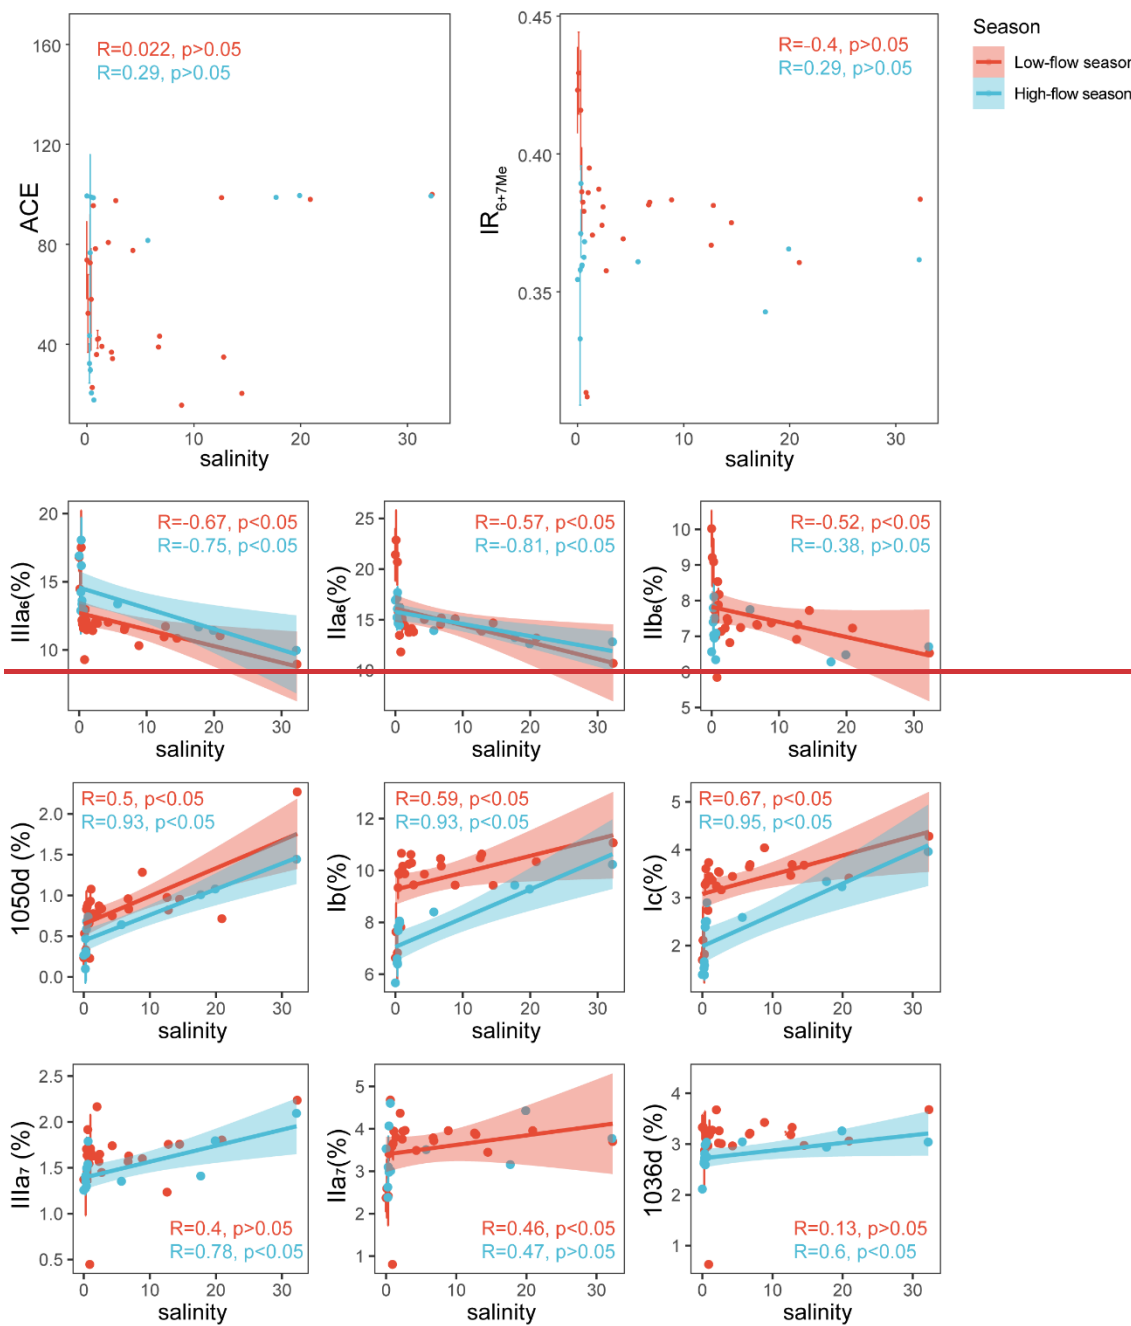 Season
Low-flow season
High-flow season
R=0.022, p>0.05
R=0.29, p>0.05
ACE
160
120
80
40
0 10 20 30
salinity
R=-0.4, p>0.05
R=0.29, p>0.05
IR6+7Me
0.45
0.40
0.35
0 10 20 30
salinity
R=-0.67, p<0.05
R=-0.75, p<0.05
IIIa₆(%)
20
15
10
0 10 20 30
salinity
R=-0.57, p<0.05
R=-0.81, p<0.05
IIa₆(%)
25
20
15
10
0 10 20 30
salinity
R=-0.52, p<0.05
R=-0.38, p>0.05
IIb₆(%)
10
9
8
7
6
5
0 10 20 30
salinity
R=0.5, p<0.05
R=0.93, p<0.05
1050d (%)
2.0
1.5
1.0
0.5
0.0
0 10 20 30
salinity
R=0.59, p<0.05
R=0.93, p<0.05
Ib(%)
12
10
8
6
0 10 20 30
salinity
R=0.67, p<0.05
R=0.95, p<0.05
Ic(%)
5
4
3
2
0 10 20 30
salinity
R=0.4, p>0.05
R=0.78, p<0.05
IIIa₇(%)
2.5
2.0
1.5
1.0
0.5
0 10 20 30
salinity
R=0.46, p<0.05
R=0.47, p>0.05
IIa₇(%)
5
4
3
2
1
0 10 20 30
salinity
R=0.13, p>0.05
R=0.6, p<0.05
1036d (%)
4
3
2
1
0 10 20 30
salinity